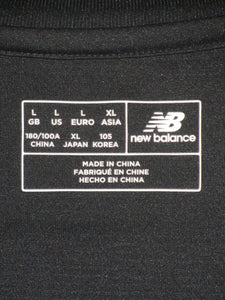 L L L XL
GB US EURO ASIA
180/100A XL 105
CHINA JAPAN KOREA
NB
new balance
MADE IN CHINA
FABRIQUÉ EN CHINE
HECHO EN CHINA